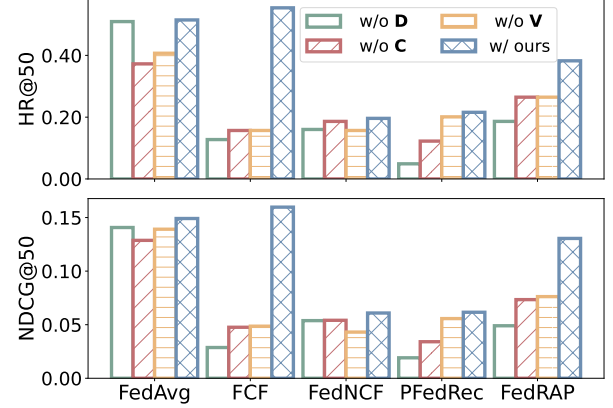 w/o D
w/o V
w/o C
w/ ours
HR@50
0.40
0.20
0.00
NDCG@50
0.15
0.10
0.05
0.00
FedAvg FCF FedNCF PFedRec FedRAP